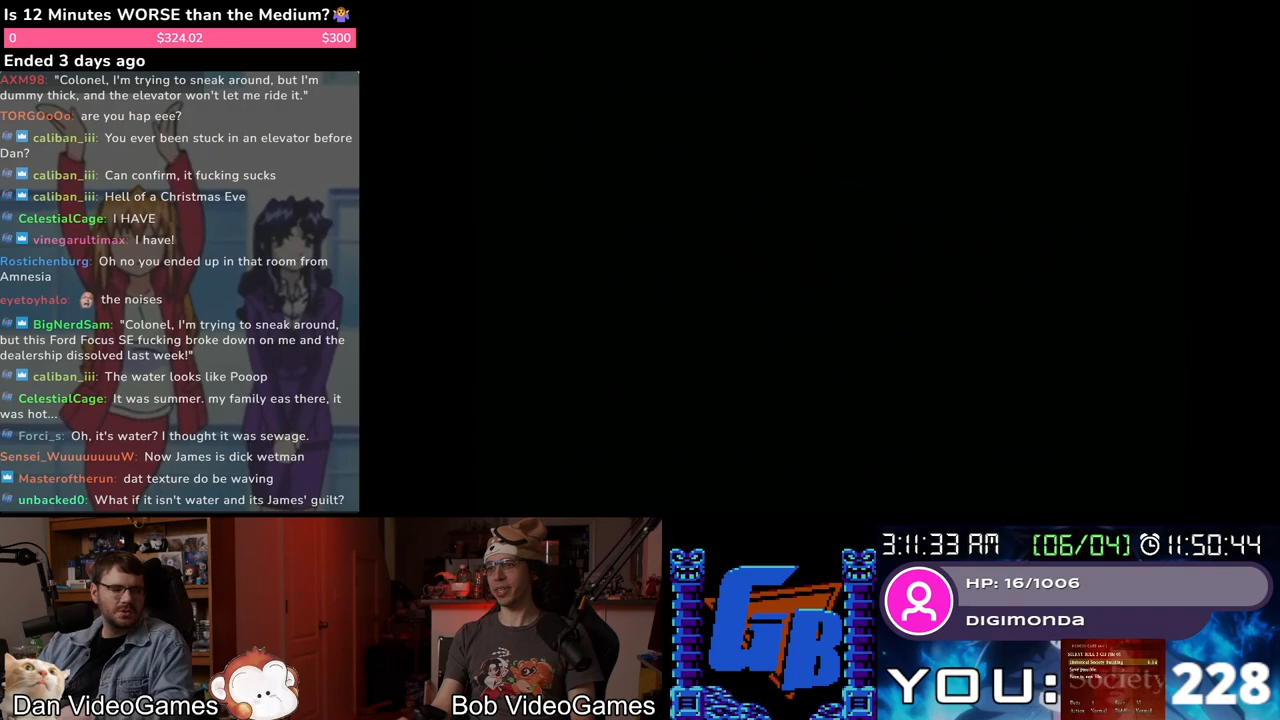 Is 12 Minutes WORSE than the Medium?🤷‍♀️
0 $324.02 $300
Ended 3 days ago
AXM98: "Colonel, I'm trying to sneak around, but I'm
dummy thick, and the elevator won't let me ride it."
TORGOoOo: are you hap eee?
caliban_iii: You ever been stuck in an elevator before
Dan?
caliban_iii: Can confirm, it fucking sucks
caliban_iii: Hell of a Christmas Eve
CelestialCage: I HAVE
vinegarultimax: I have!
Rostichenburg: Oh no you ended up in that room from
Amnesia
eyetoyhalo: the noises
BigNerdSam: "Colonel, I'm trying to sneak around,
but this Ford Focus SE fucking broke down on me and the
dealership dissolved last week!"
caliban_iii: The water looks like Pooop
CelestialCage: It was summer. my family eas there, it
was hot...
Forci_s: Oh, it's water? I thought it was sewage.
Sensei_WuuuuuuuuW: Now James is dick wetman
Masteroftherun: dat texture do be waving
unbacked0: What if it isn't water and its James' guilt?
Dan VideoGames
Bob VideoGames
GB
3:11:33 AM [06/04] 11:50:44
HP: 16/1006
DIGIMONDA
YOU: 228
Society